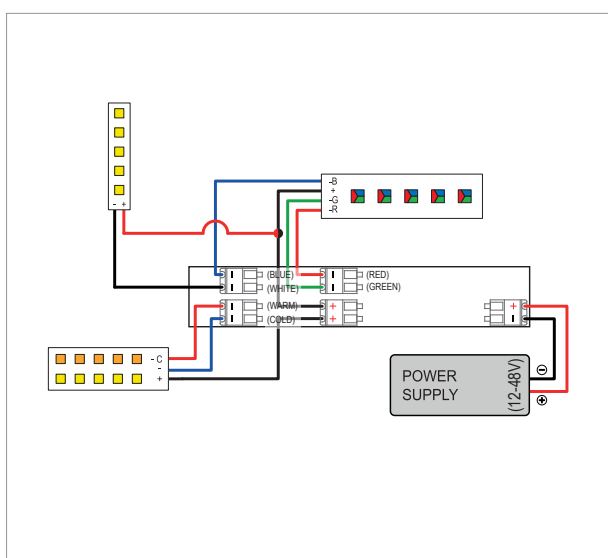 - +
-B
+
-G
-R
(BLUE)
(WHITE)
(RED)
(GREEN)
(WARM)
(COLD)
+
+
+
- C
-
+
POWER
SUPPLY
(12-48V)